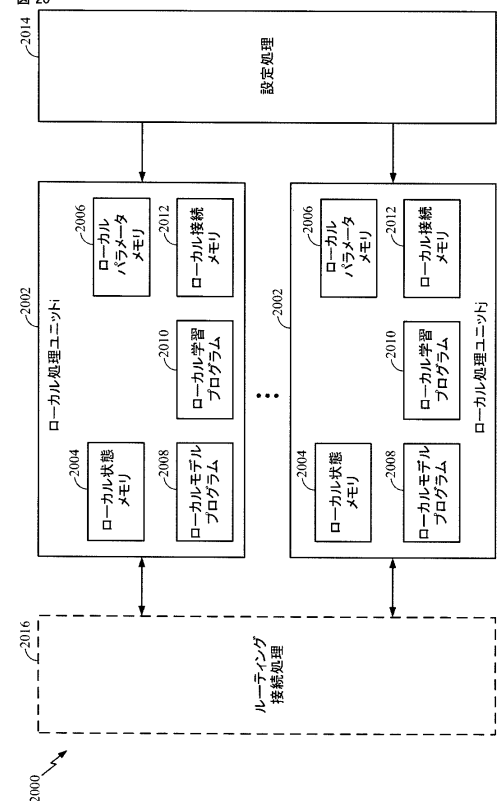 図 20
2000
2016
ルーティング
接続処理
2002
ローカル処理ユニットi
2004
ローカル状態
メモリ
2006
ローカル
パラメータ
メモリ
2008
ローカルモデル
プログラム
2010
ローカル学習
プログラム
2012
ローカル接続
メモリ
2002
2004
ローカル状態
メモリ
2006
ローカル
パラメータ
メモリ
2008
ローカルモデル
プログラム
2010
ローカル学習
プログラム
2012
ローカル接続
メモリ
ローカル処理ユニットj
2014
設定処理